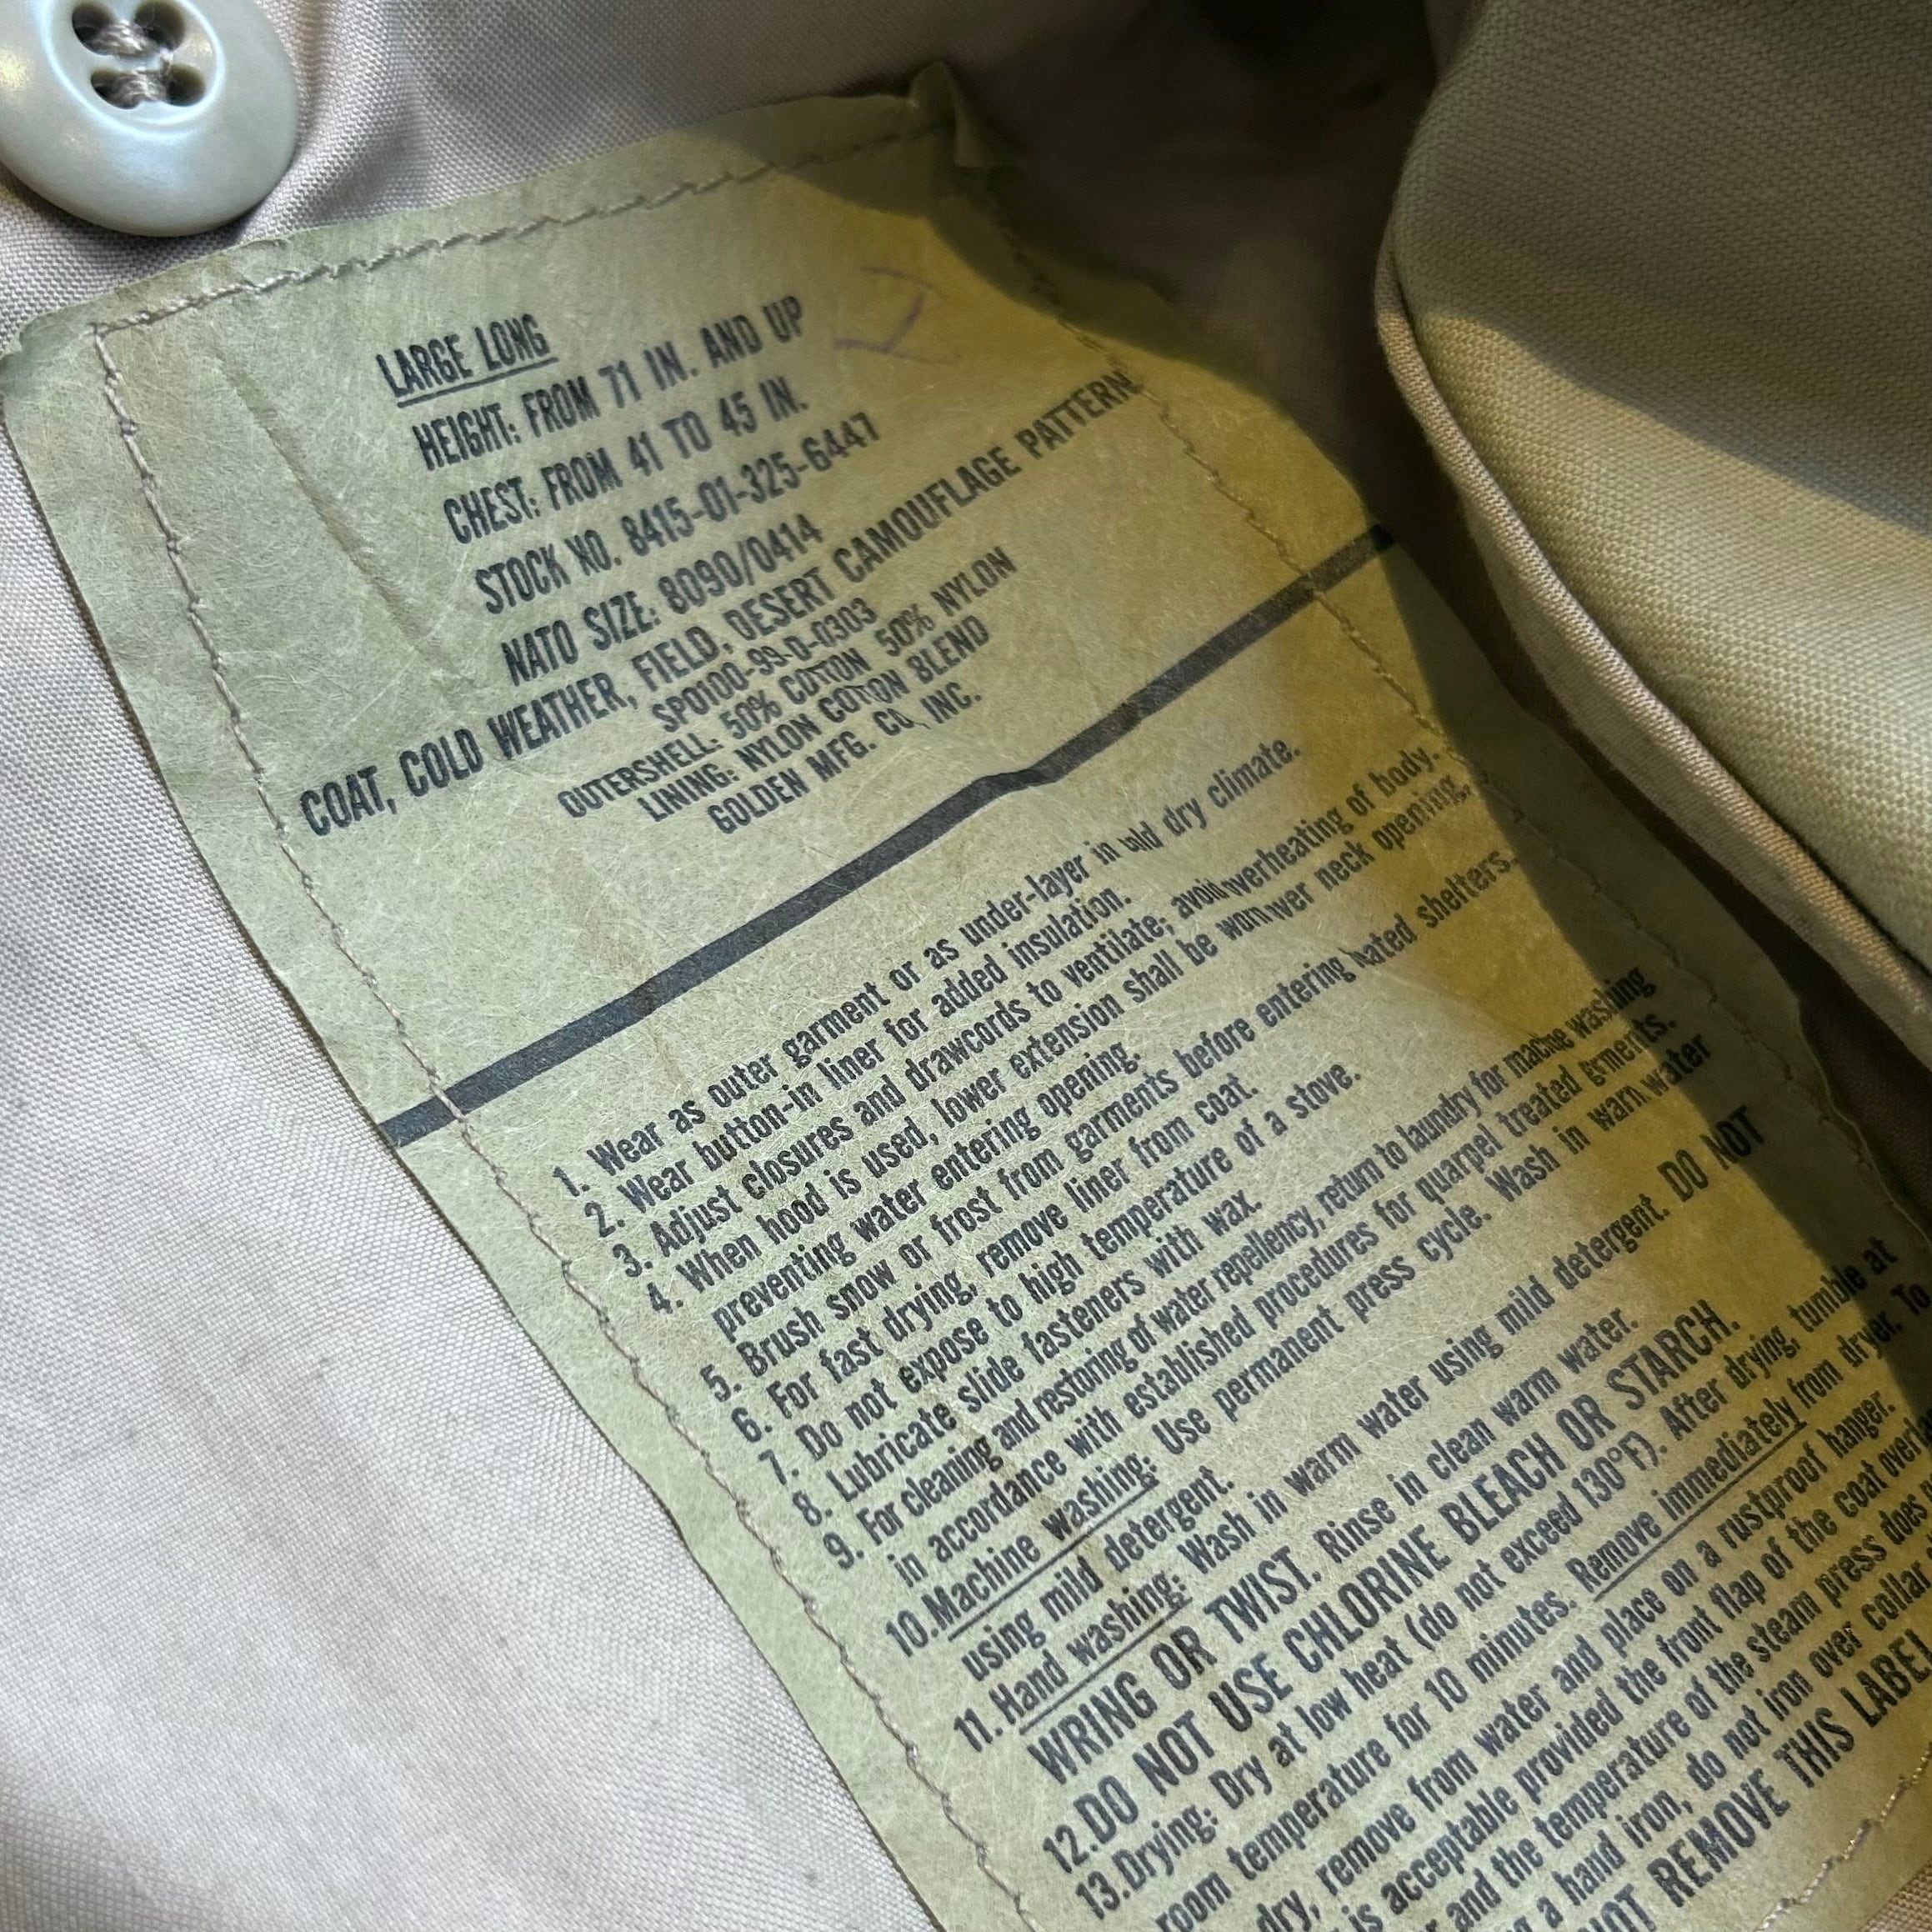 LARGE LONG
HEIGHT: FROM 71 IN. AND UP
CHEST: FROM 41 TO 45 IN.
STOCK NO. 8415-01-325-6447
NATO SIZE: 8090/0414
COAT, COLD WEATHER, FIELD, DESERT CAMOUFLAGE PATTERN
SPO100-99-D-0303
OUTERSHELL: 50% COTTON 50% NYLON
LINING: NYLON COTTON BLEND
GOLDEN MFG. CO., INC.
1. Wear as outer garment or as under-layer in cold dry climate.
2. Wear button-in liner for added insulation.
3. Adjust closures and drawcords to ventilate; avoid overheating of body.
4. When hood is used, lower extension shall be worn over neck opening,
preventing water entering opening.
5. Brush snow or frost from garments before entering heated shelters.
6. For fast drying, remove liner from coat.
7. Do not expose to high temperature of a stove.
8. Lubricate slide fasteners with wax.
9. For cleaning and restoring of water repellency, return to laundry for machine washing
in accordance with established procedures for quarpel treated garments.
10. Machine washing: Use permanent press cycle. Wash in warm water
using mild detergent.
11. Hand washing: Wash in warm water using mild detergent. DO NOT
WRING OR TWIST. Rinse in clean warm water.
12. DO NOT USE CHLORINE BLEACH OR STARCH.
13. Drying: Dry at low heat (do not exceed 130°F). After drying, tumble at
room temperature for 10 minutes. Remove immediately from dryer. To
dry, remove from water and place on a rustproof hanger.
is acceptable provided the front flap of the coat
and the temperature of the steam press does
a hand iron, do not iron over collar
NOT REMOVE THIS LABEL